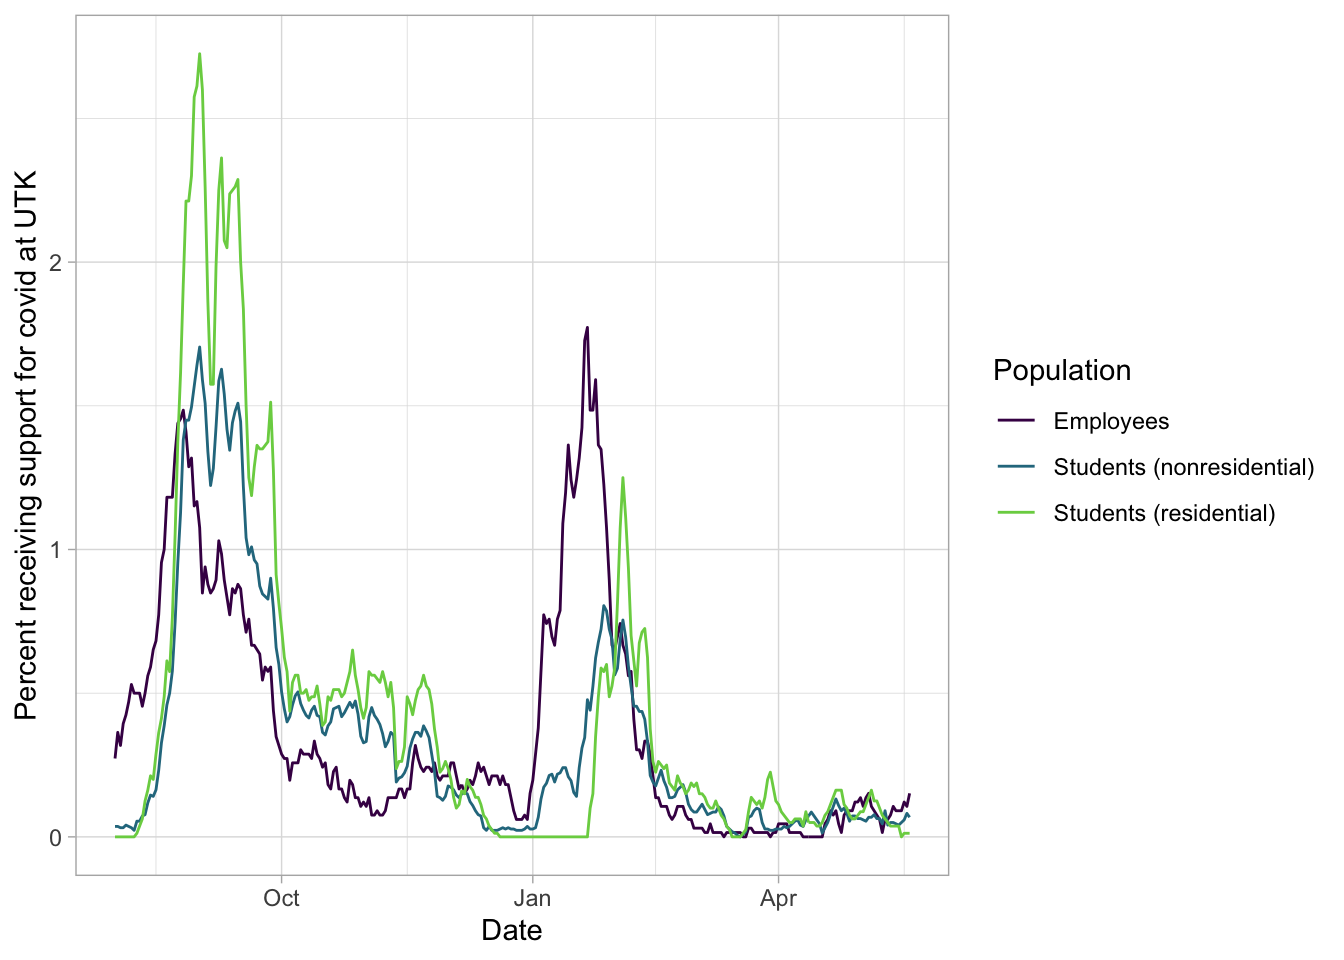 Percent receiving support for covid at UTK
2
1
0
Oct
Jan
Apr
Date
Population
Employees
Students (nonresidential)
Students (residential)